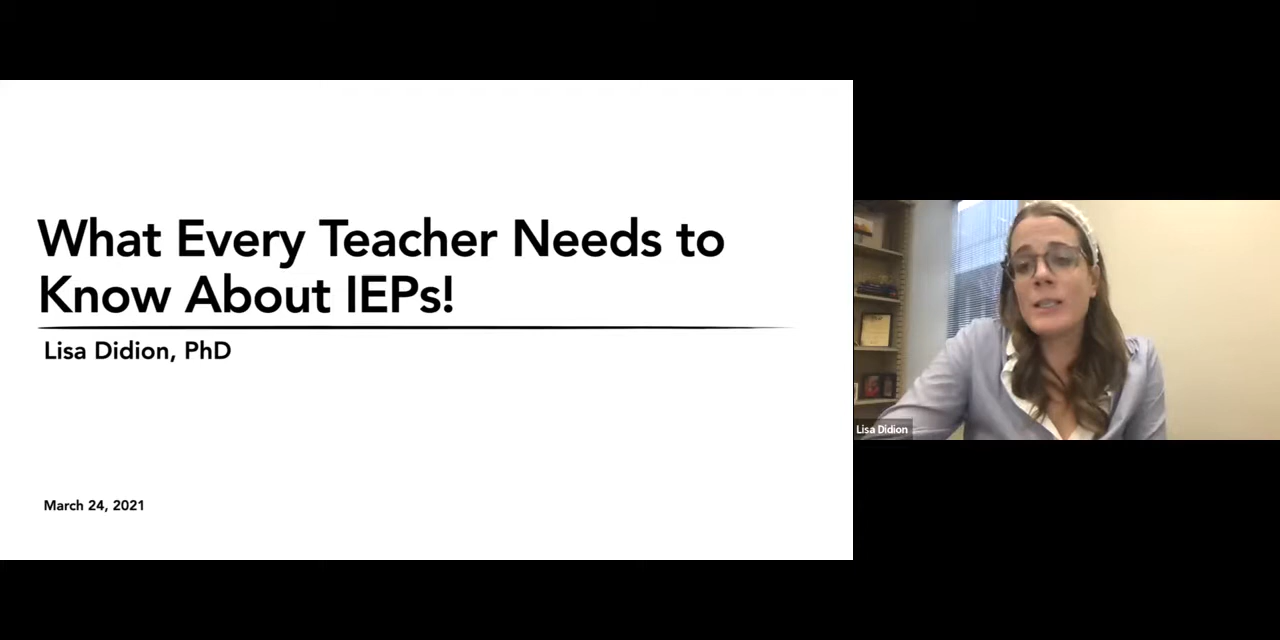 What Every Teacher Needs to
Know About IEPs!
Lisa Didion, PhD
March 24, 2021
Lisa Didion